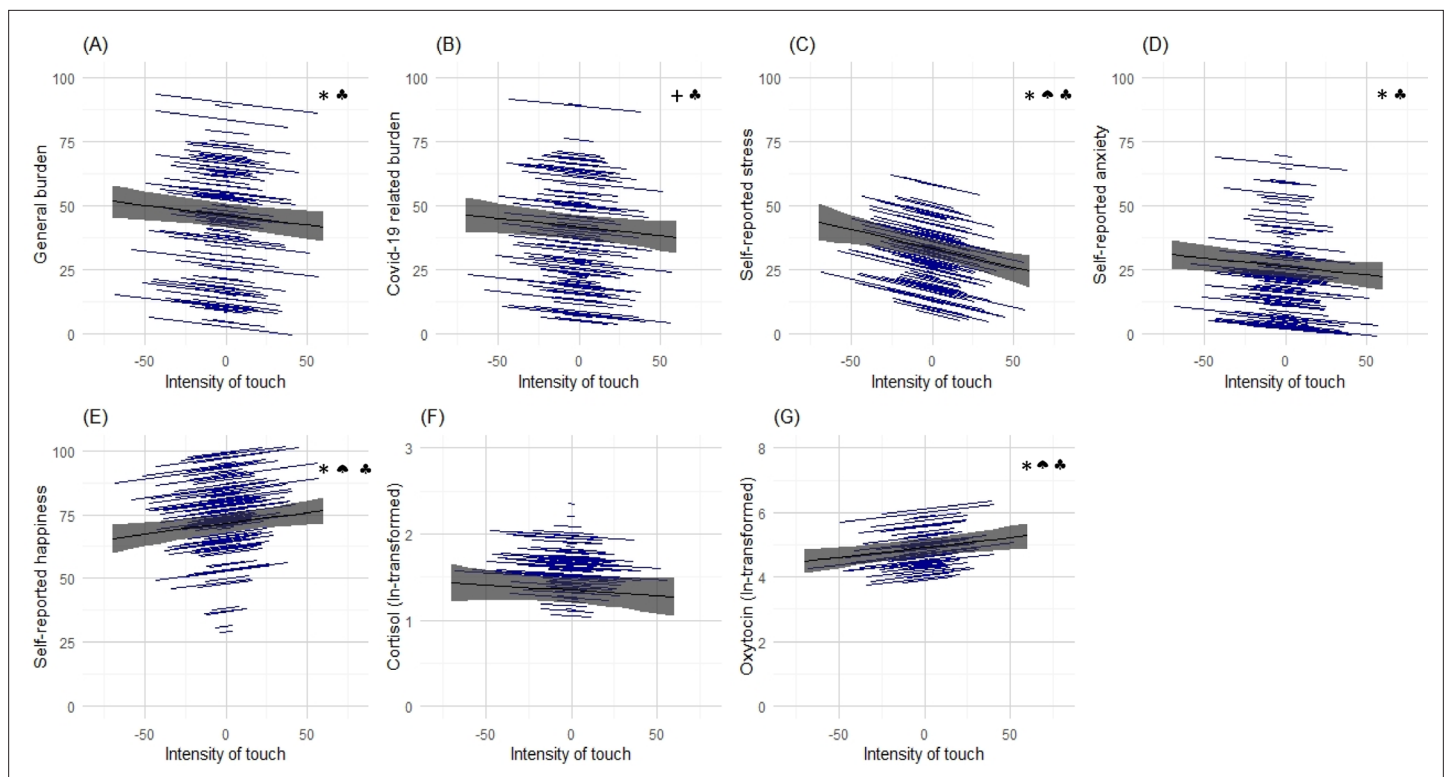 (A)
* ♣
General burden
100
75
50
25
0
-50 0 50
Intensity of touch
(B)
+ ♣
Covid-19 related burden
100
75
50
25
0
-50 0 50
Intensity of touch
(C)
* ♠ ♣
Self-reported stress
100
75
50
25
0
-50 0 50
Intensity of touch
(D)
* ♣
Self-reported anxiety
100
75
50
25
0
-50 0 50
Intensity of touch
(E)
* ♠ ♣
Self-reported happiness
100
75
50
25
0
-50 0 50
Intensity of touch
(F)
Cortisol (ln-transformed)
3
2
1
0
-50 0 50
Intensity of touch
(G)
* ♠ ♣
Oxytocin (ln-transformed)
8
6
4
2
0
-50 0 50
Intensity of touch